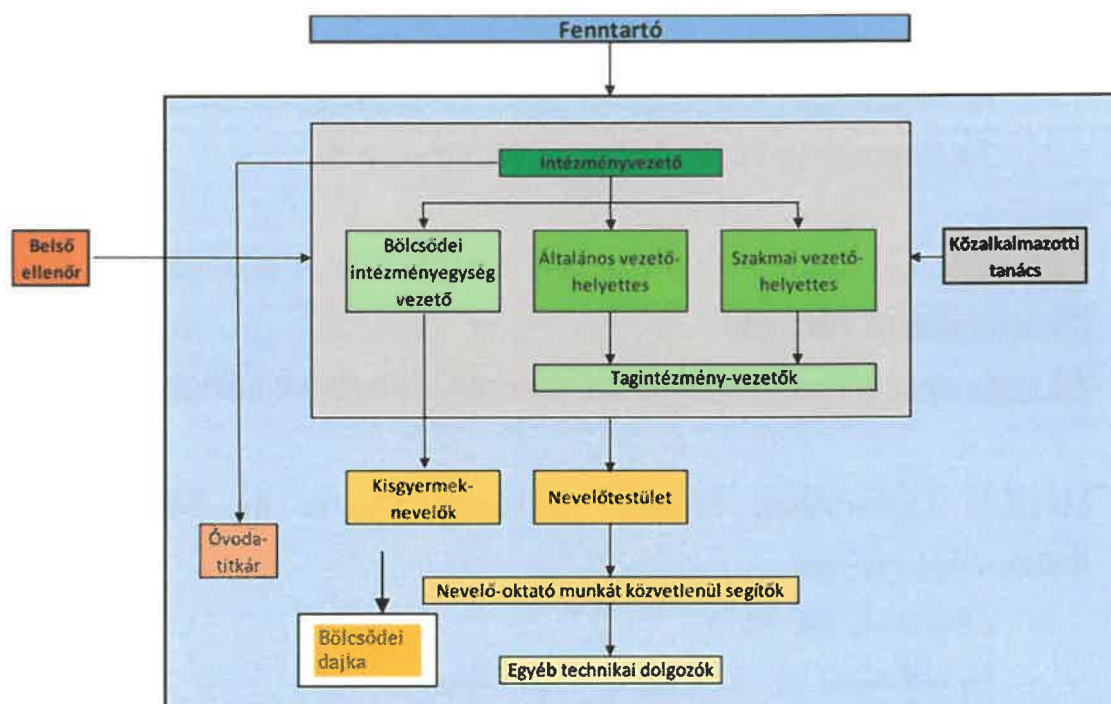 Fenntartó
Intézményvezető
Belső
ellenőr
Bölcsődei
intézményegység
vezető
Általános vezető-
helyettes
Szakmai vezető-
helyettes
Közalkalmazotti
tanács
Tagintézmény-vezetők
Kisgyermek-
nevelők
Nevelőtestület
Óvoda-
titkár
Nevelő-oktató munkát közvetlenül segítők
Bölcsődei
dajka
Egyéb technikai dolgozók